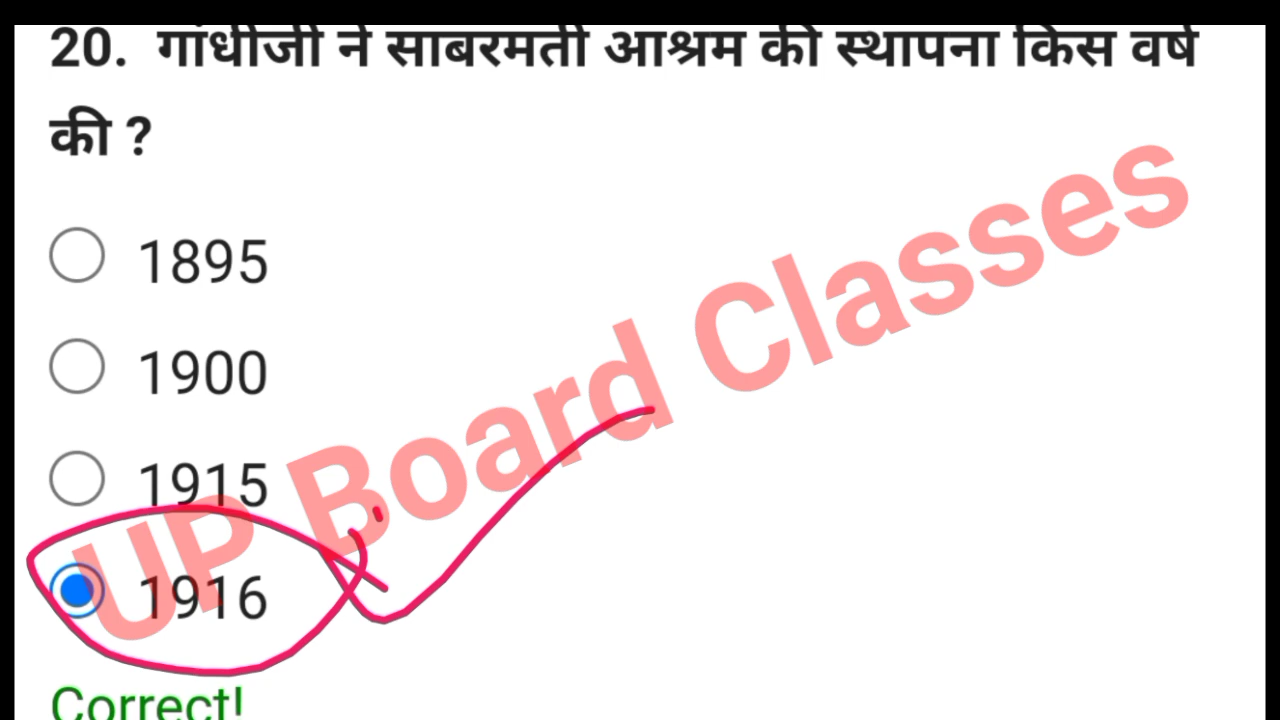 20. गांधीजी ने साबरमती आश्रम की स्थापना किस वर्ष
की ?
1895
1900
1915
1916
UP Board Classes
Correct!